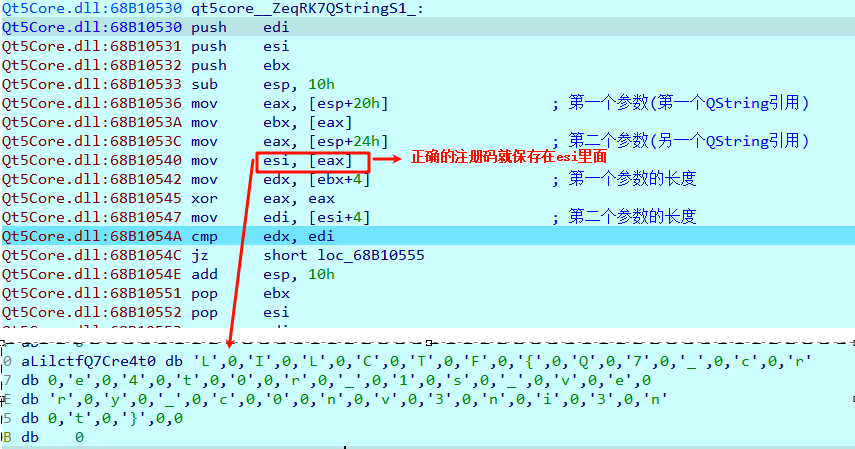 Qt5Core.dll:68B10530 qt5core__ZeqRK7QStringS1_:
Qt5Core.dll:68B10530 push    edi
Qt5Core.dll:68B10531 push    esi
Qt5Core.dll:68B10532 push    ebx
Qt5Core.dll:68B10533 sub     esp, 10h
Qt5Core.dll:68B10536 mov     eax, [esp+20h]    ; 第一个参数(第一个QString引用)
Qt5Core.dll:68B1053A mov     ebx, [eax]
Qt5Core.dll:68B1053C mov     eax, [esp+24h]    ; 第二个参数(另一个QString引用)
Qt5Core.dll:68B10540 mov     esi, [eax]    正确的注册码就保存在esi里面
Qt5Core.dll:68B10542 mov     edx, [ebx+4]    ; 第一个参数的长度
Qt5Core.dll:68B10545 xor     eax, eax
Qt5Core.dll:68B10547 mov     edi, [esi+4]    ; 第二个参数的长度
Qt5Core.dll:68B1054A cmp     edx, edi
Qt5Core.dll:68B1054C jz      short loc_68B10555
Qt5Core.dll:68B1054E add     esp, 10h
Qt5Core.dll:68B10551 pop     ebx
Qt5Core.dll:68B10552 pop     esi
0 aLilctfQ7Cre4t0 db 'L',0,'I',0,'L',0,'C',0,'T',0,'F',0,'{',0,'Q',0,'7',0,'_',0,'c',0,'r'
7 db 0,'e',0,'4',0,'t',0,'0',0,'r',0,'_',0,'1',0,'s',0,'_',0,'v',0,'e',0
E db 'r',0,'y',0,'_',0,'c',0,'0',0,'n',0,'v',0,'3',0,'n',0,'i',0,'3',0,'n'
5 db 0,'t',0,'}',0,0
B db    0